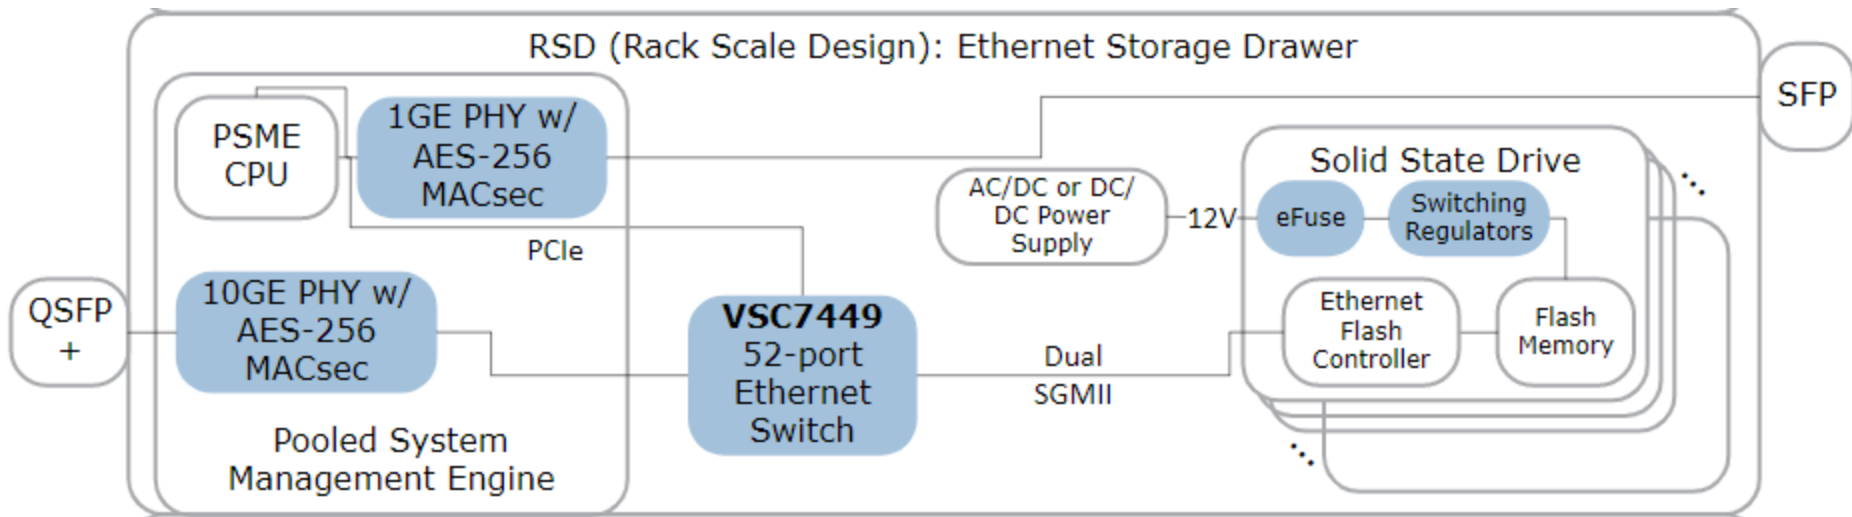 RSD (Rack Scale Design): Ethernet Storage Drawer
SFP
PSME
CPU
1GE PHY w/
AES-256
MACsec
PCIe
QSFP
+
10GE PHY w/
AES-256
MACsec
Pooled System
Management Engine
VSC7449
52-port
Ethernet
Switch
Dual
SGMII
AC/DC or DC/
DC Power
Supply
12V
Solid State Drive
eFuse
Switching
Regulators
Ethernet
Flash
Controller
Flash
Memory
...
...